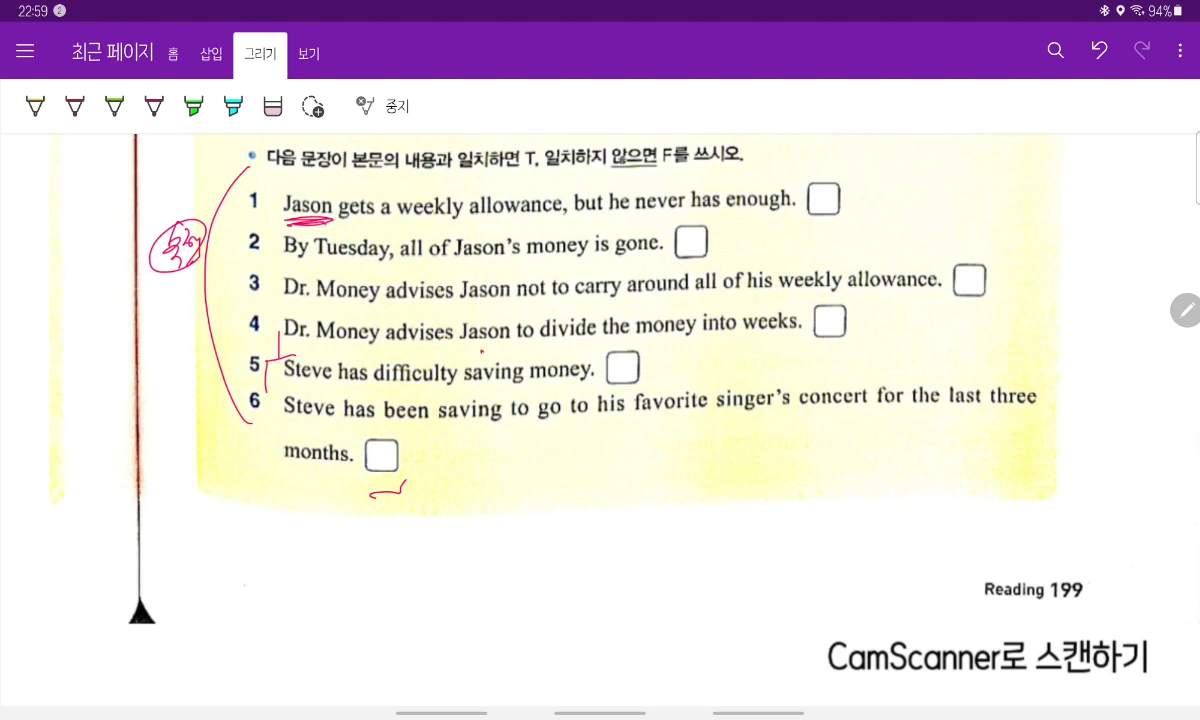 22:59 2 94%
최근 페이지 홈 삽입 그리기 보기
중지
• 다음 문장이 본문의 내용과 일치하면 T, 일치하지 않으면 F를 쓰시오.
1 Jason gets a weekly allowance, but he never has enough.
2 By Tuesday, all of Jason's money is gone.
3 Dr. Money advises Jason not to carry around all of his weekly allowance.
4 Dr. Money advises Jason to divide the money into weeks.
5 Steve has difficulty saving money.
6 Steve has been saving to go to his favorite singer's concert for the last three
months.
Reading 199
CamScanner로 스캔하기